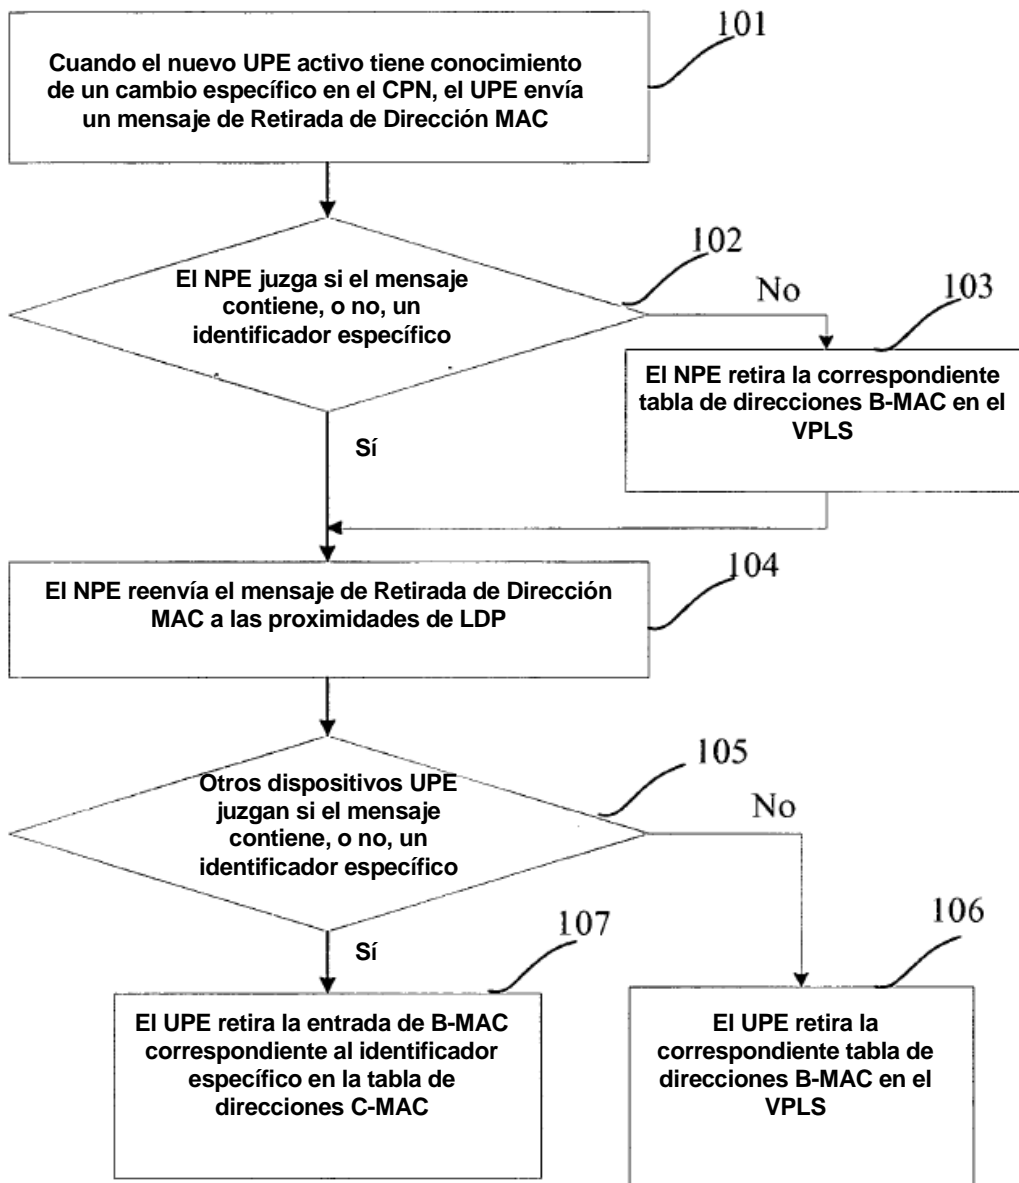 101
Cuando el nuevo UPE activo tiene conocimiento
de un cambio específico en el CPN, el UPE envía
un mensaje de Retirada de Dirección MAC
102
El NPE juzga si el mensaje
contiene, o no, un
identificador específico
No
103
El NPE retira la correspondiente
tabla de direcciones B-MAC en el
VPLS
Sí
104
El NPE reenvía el mensaje de Retirada de Dirección
MAC a las proximidades de LDP
105
Otros dispositivos UPE
juzgan si el mensaje
contiene, o no, un
identificador específico
No
107
Sí
El UPE retira la entrada de B-MAC
correspondiente al identificador
específico en la tabla de
direcciones C-MAC
106
El UPE retira la
correspondiente tabla de
direcciones B-MAC en el
VPLS